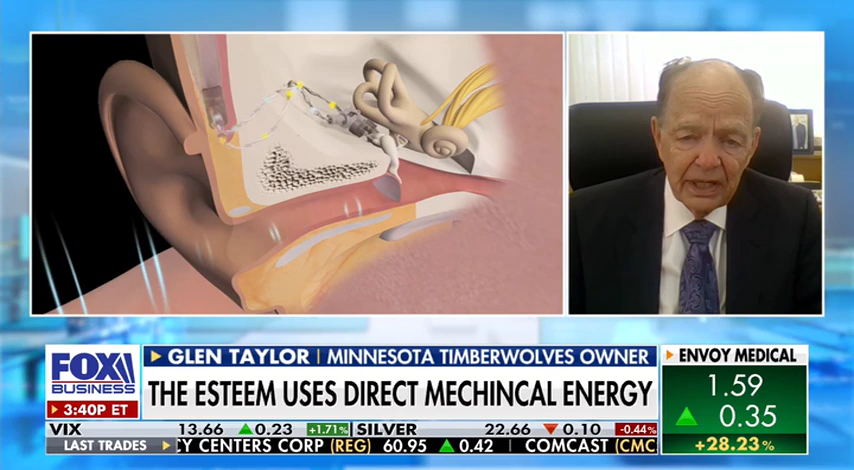 FOX
BUSINESS
3:40P ET
GLEN TAYLOR | MINNESOTA TIMBERWOLVES OWNER
THE ESTEEM USES DIRECT MECHINCAL ENERGY
ENVOY MEDICAL
1.59
0.35
+28.23%
VIX 13.66 ▲0.23 +1.71% SILVER 22.66 ▼0.10 -0.44%
LAST TRADES CY CENTERS CORP (REG) 60.95 ▲ 0.42 COMCAST (CMC